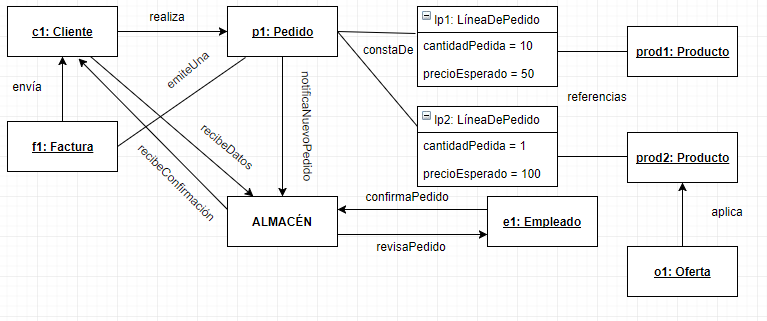 c1: Cliente
realiza
p1: Pedido
lp1: LíneaDePedido
cantidadPedida = 10
precioEsperado = 50
constaDe
prod1: Producto
envía
emiteUna
notificaNuevoPedido
referencias
f1: Factura
recibeDatos
recibeConfirmación
lp2: LíneaDePedido
cantidadPedida = 1
precioEsperado = 100
prod2: Producto
ALMACÉN
confirmaPedido
e1: Empleado
revisaPedido
aplica
o1: Oferta